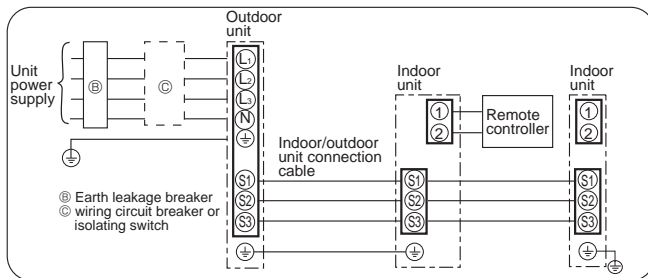 Outdoor
unit
Unit
power
supply
Ⓑ
Ⓒ
L₁
L₂
L₃
N
Indoor
unit
1
2
Remote
controller
Indoor
unit
1
2
Indoor/outdoor
unit connection
cable
S1
S2
S3
S1
S2
S3
S1
S2
S3
Ⓑ Earth leakage breaker
Ⓒ wiring circuit breaker or
isolating switch